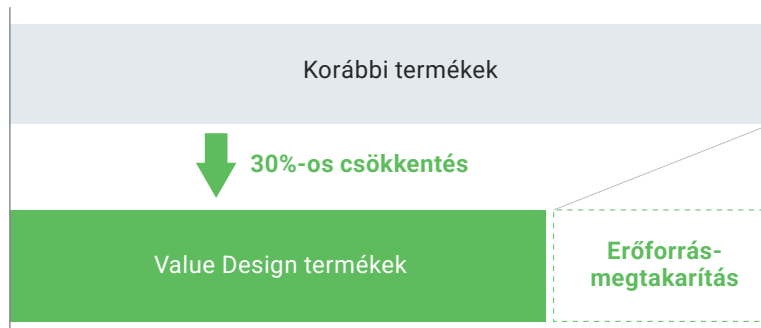 Korábbi termékek
30%-os csökkentés
Value Design termékek
Erőforrás-
megtakarítás